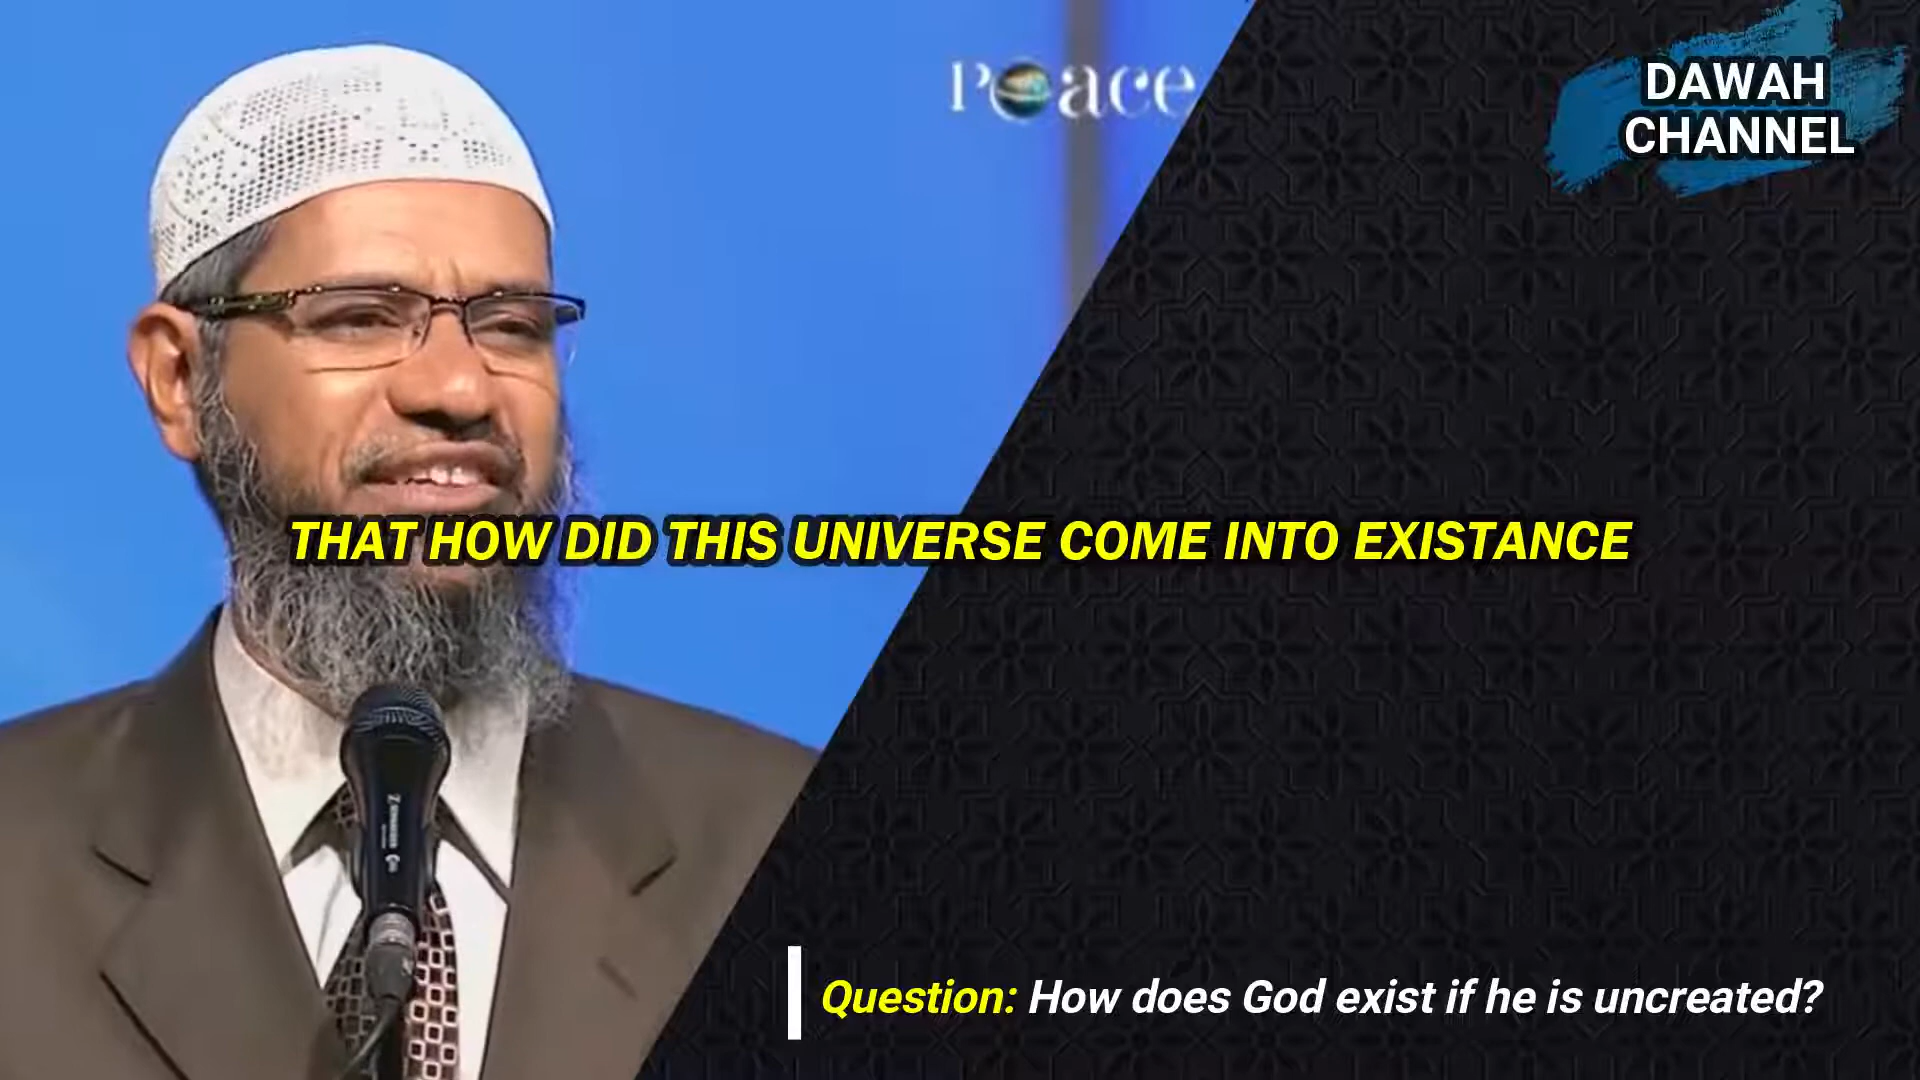 Peace
DAWAH
CHANNEL
THAT HOW DID THIS UNIVERSE COME INTO EXISTANCE
Question: How does God exist if he is uncreated?